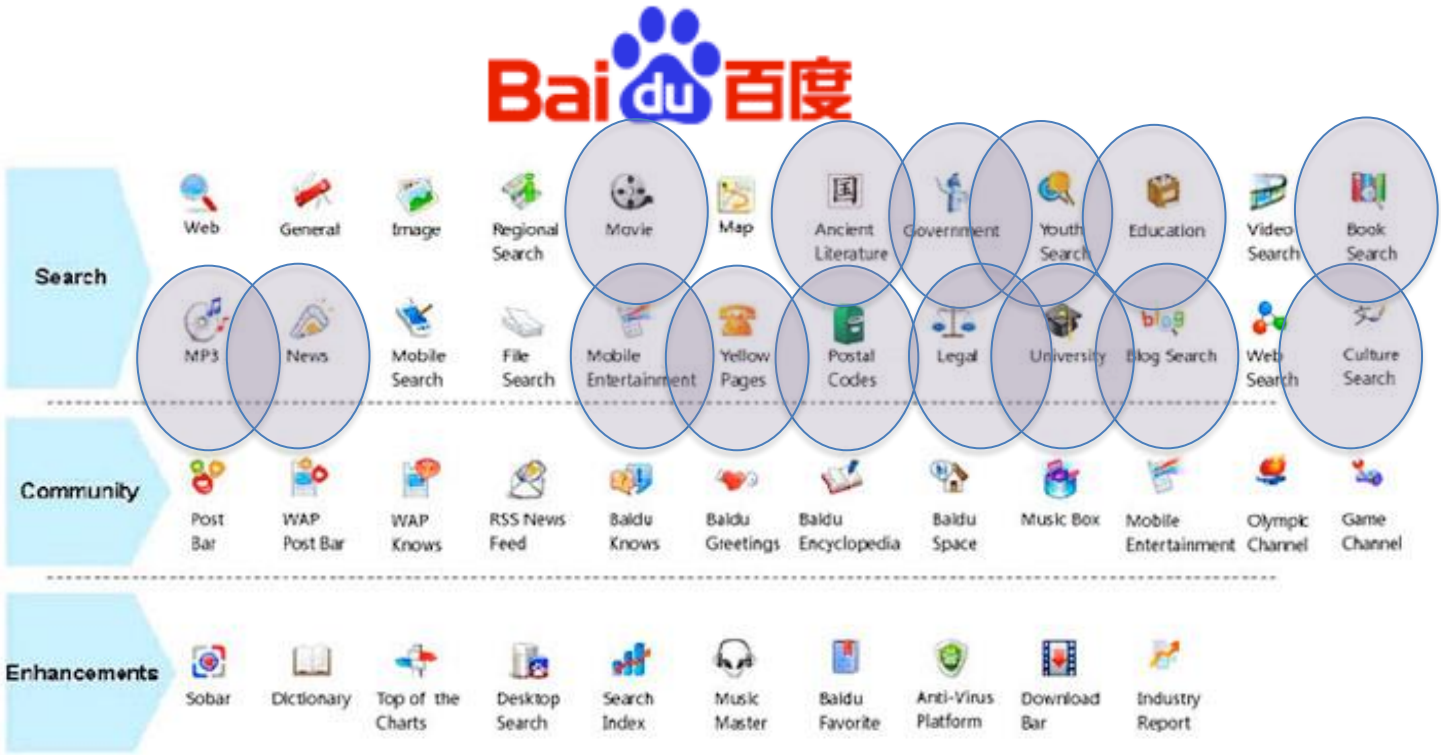 Bai du 百度
Web General Image Regional Movie Map Ancient Government Youth Education Video Book
Search Literature Search Search Search
Search
MP3 News Mobile File Mobile Yellow Postal Legal University Blog Search Web Culture
Search Search Entertainment Pages Codes Search Search
Community
Post WAP WAP RSS News Baidu Baidu Baidu Baidu Music Box Mobile Olympic Game
Bar Post Bar Knows Feed Knows Greetings Encyclopedia Space Entertainment Channel Channel
Enhancements
Sobar Dictionary Top of the Desktop Search Music Baidu Anti-Virus Download Industry
Charts Search Index Master Favorite Platform Bar Report